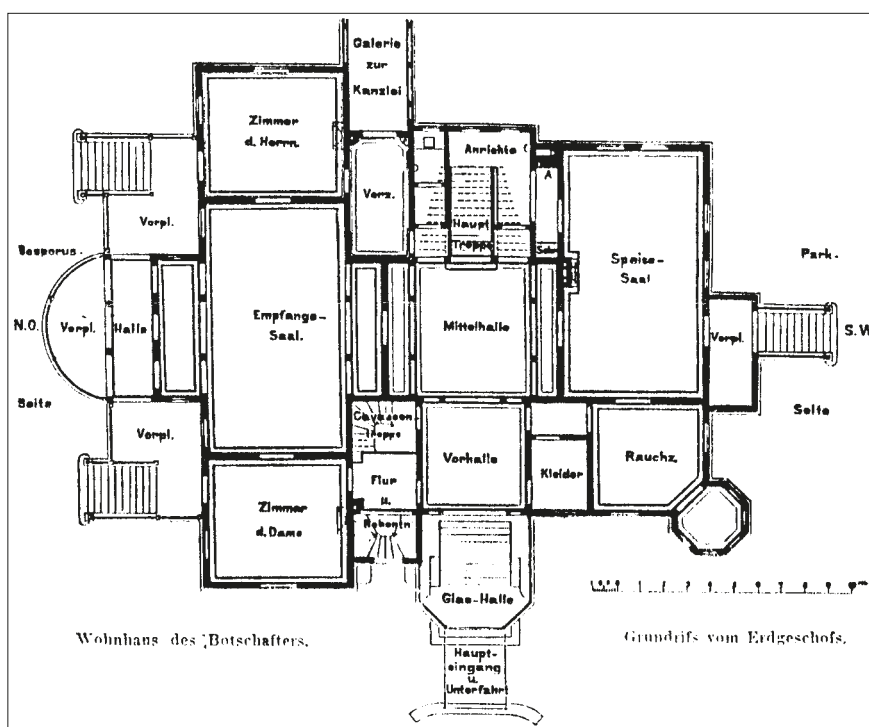 Galerie
zur
Kanzlei
Zimmer
d. Herrn.
Anrichte
Vorz.
A
Vorpl.
Haupt
Treppe
Bosporus.
Speise-
Saal
Park.
N.O.
Vorpl.
Halle
Empfangs-
Saal.
Mittelhalle
Vorpl.
S.W
Seite
Seite
Vorpl.
Cavassen
Treppe
Vorhalle
Kleider
Rauchz.
Flur
u.
Zimmer
d. Dame
Glas-Halle
Wohnhaus des Botschafters.
Grundriſs vom Erdgeschoſs.
Haupt-
eingang
u.
Unterfahrt